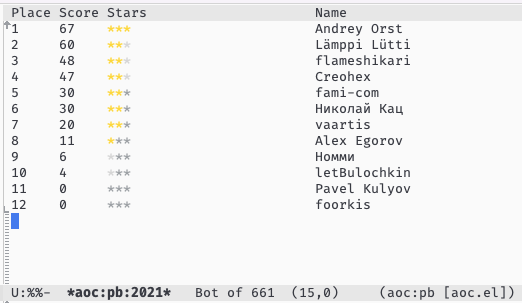 Place Score Stars Name
1 67 *** Andrey Orst
2 60 *** Lämppi Lütti
3 48 *** flameshikari
4 47 *** Creohex
5 30 *** fami-com
6 30 *** Николай Кац
7 20 *** vaartis
8 11 *** Alex Egorov
9 6 *** Номми
10 4 *** letBulochkin
11 0 *** Pavel Kulyov
12 0 *** foorkis
U:%%- *aoc:pb:2021* Bot of 661 (15,0) (aoc:pb [aoc.el])